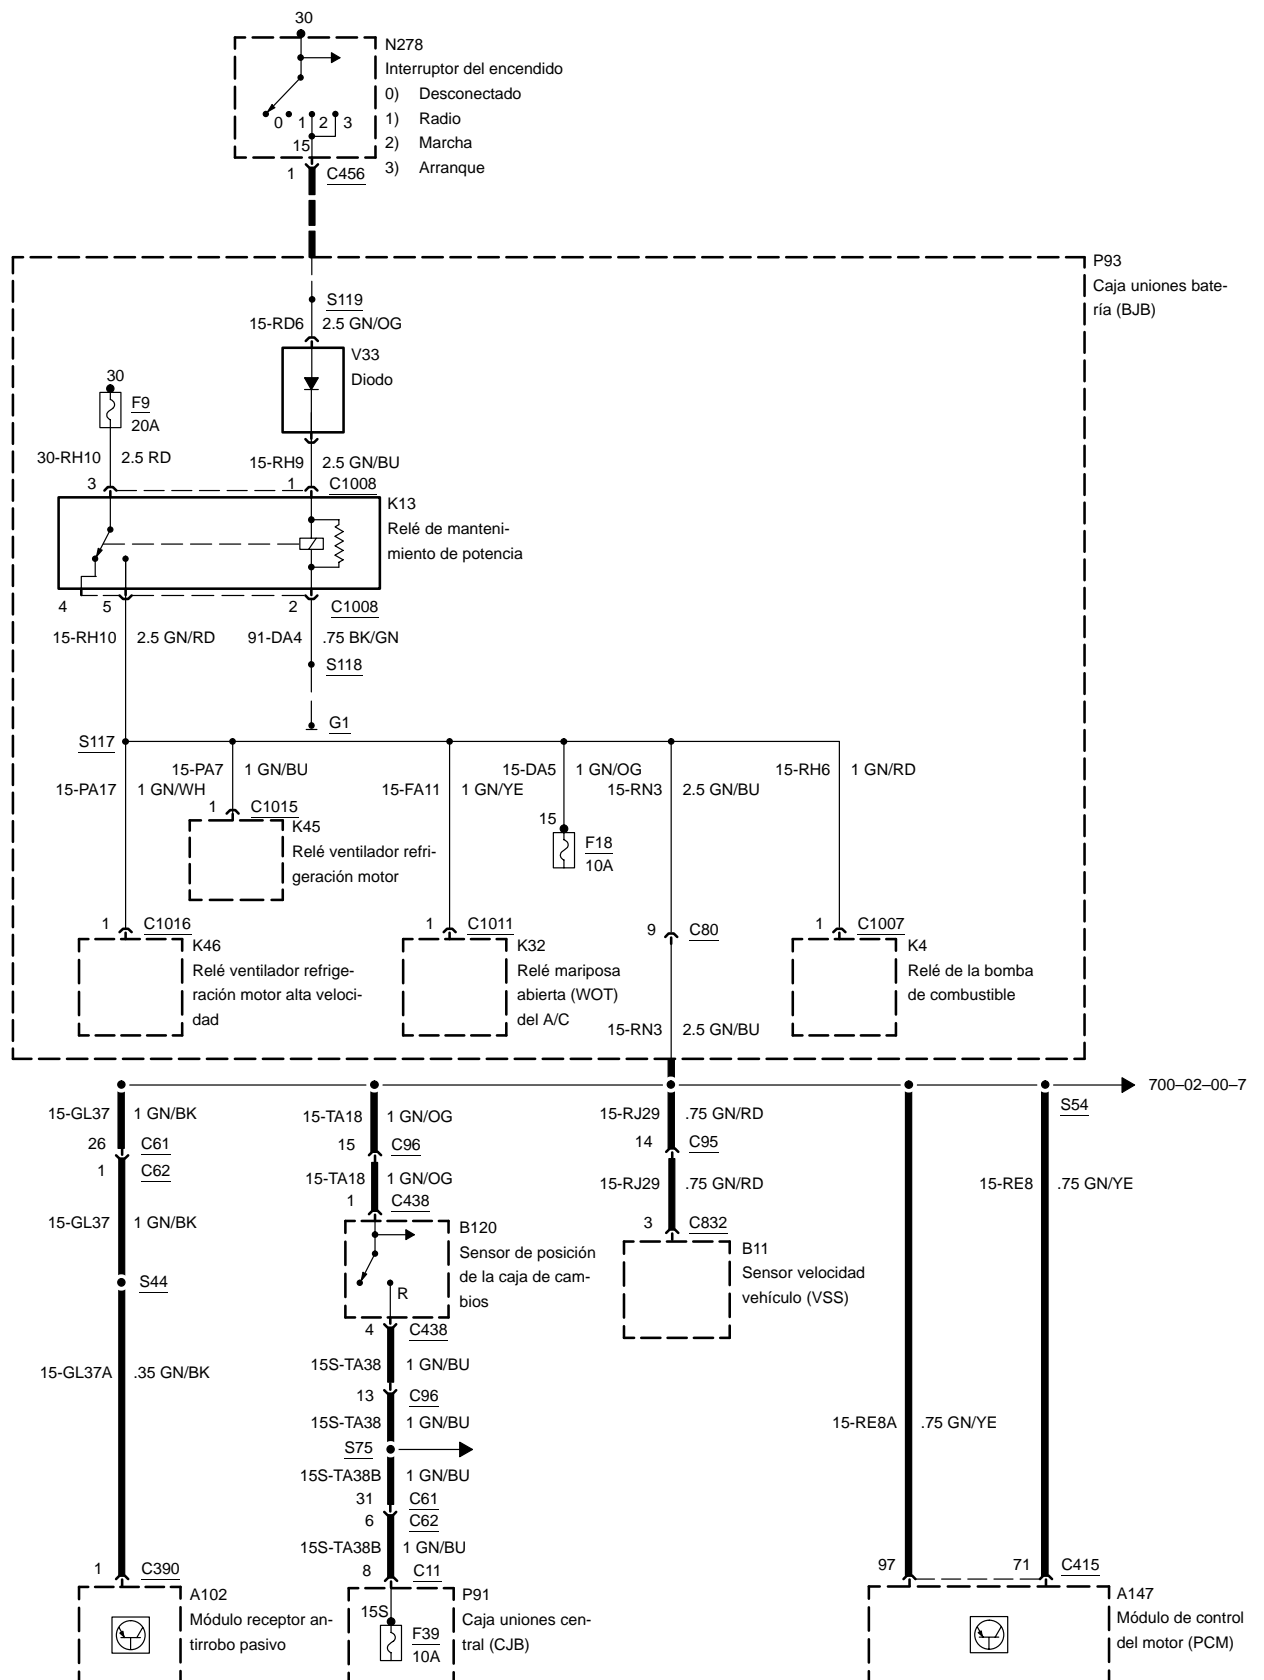 30
N278
Interruptor del encendido
0) Desconectado
1) Radio
2) Marcha
3) Arranque
0 1 2 3
15
1 C456
P93
Caja uniones bate-
ría (BJB)
S119
15-RD6 2.5 GN/OG
V33
Diodo
30
F9
20A
30-RH10 2.5 RD
15-RH9 2.5 GN/BU
3 1 C1008
K13
Relé de manteni-
miento de potencia
4 5 2 C1008
15-RH10 2.5 GN/RD 91-DA4 .75 BK/GN
S118
G1
S117
15-PA7 1 GN/BU 15-DA5 1 GN/OG 15-RH6 1 GN/RD
15-PA17 1 GN/WH 15-FA11 1 GN/YE 15-RN3 2.5 GN/BU
1 C1015
K45
Relé ventilador refri-
geración motor
15
F18
10A
1 C1016
K46
Relé ventilador refrige-
ración motor alta veloci-
dad
1 C1011
K32
Relé mariposa
abierta (WOT)
del A/C
9 C80
15-RN3 2.5 GN/BU
1 C1007
K4
Relé de la bomba
de combustible
700–02–00–7
S54
15-GL37 1 GN/BK
26 C61
1 C62
15-GL37 1 GN/BK
S44
15-GL37A .35 GN/BK
1 C390
A102
Módulo receptor an-
tirrobo pasivo
15-TA18 1 GN/OG
15 C96
15-TA18 1 GN/OG
1 C438
B120
Sensor de posición
de la caja de cam-
bios
R
4 C438
15S-TA38 1 GN/BU
13 C96
15S-TA38 1 GN/BU
S75
15S-TA38B 1 GN/BU
31 C61
6 C62
15S-TA38B 1 GN/BU
8 C11
P91
Caja uniones cen-
tral (CJB)
15S
F39
10A
15-RJ29 .75 GN/RD
14 C95
15-RJ29 .75 GN/RD
3 C832
B11
Sensor velocidad
vehículo (VSS)
15-RE8 .75 GN/YE
15-RE8A .75 GN/YE
97 71 C415
A147
Módulo de control
del motor (PCM)